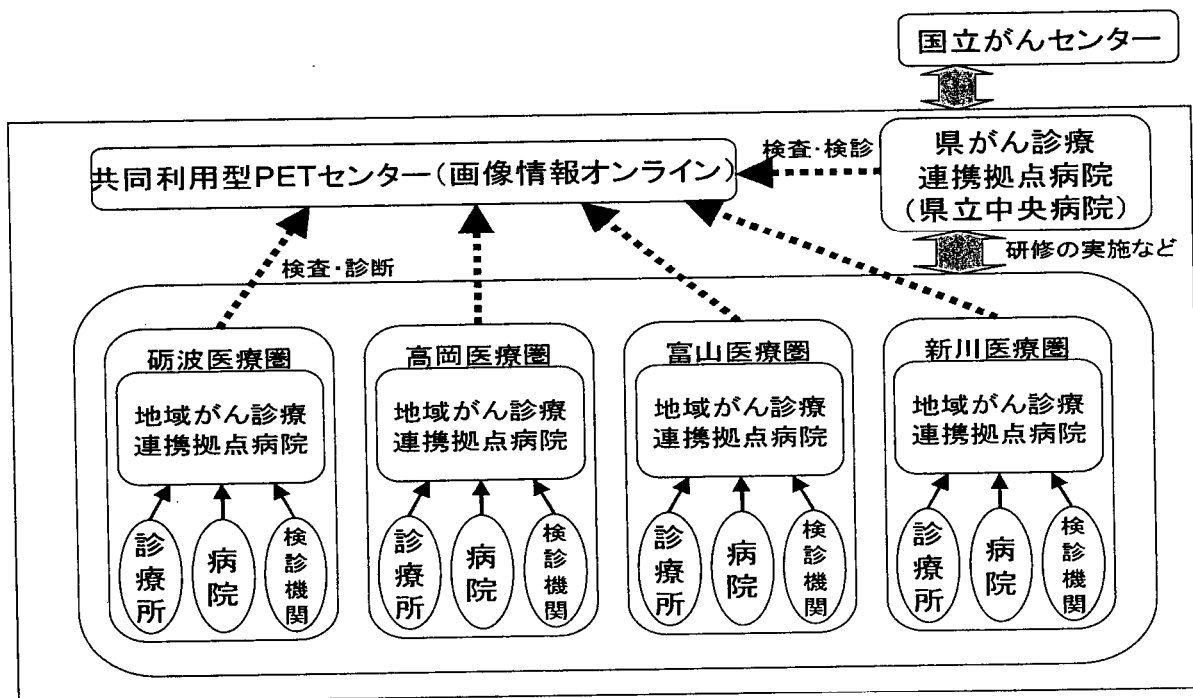 国立がんセンター
県がん診療
連携拠点病院
(県立中央病院)
検査・検診
共同利用型PETセンター(画像情報オンライン)
研修の実施など
検査・診断
砺波医療圏
地域がん診療
連携拠点病院
診療所
病院
検診機関
高岡医療圏
地域がん診療
連携拠点病院
診療所
病院
検診機関
富山医療圏
地域がん診療
連携拠点病院
診療所
病院
検診機関
新川医療圏
地域がん診療
連携拠点病院
診療所
病院
検診機関